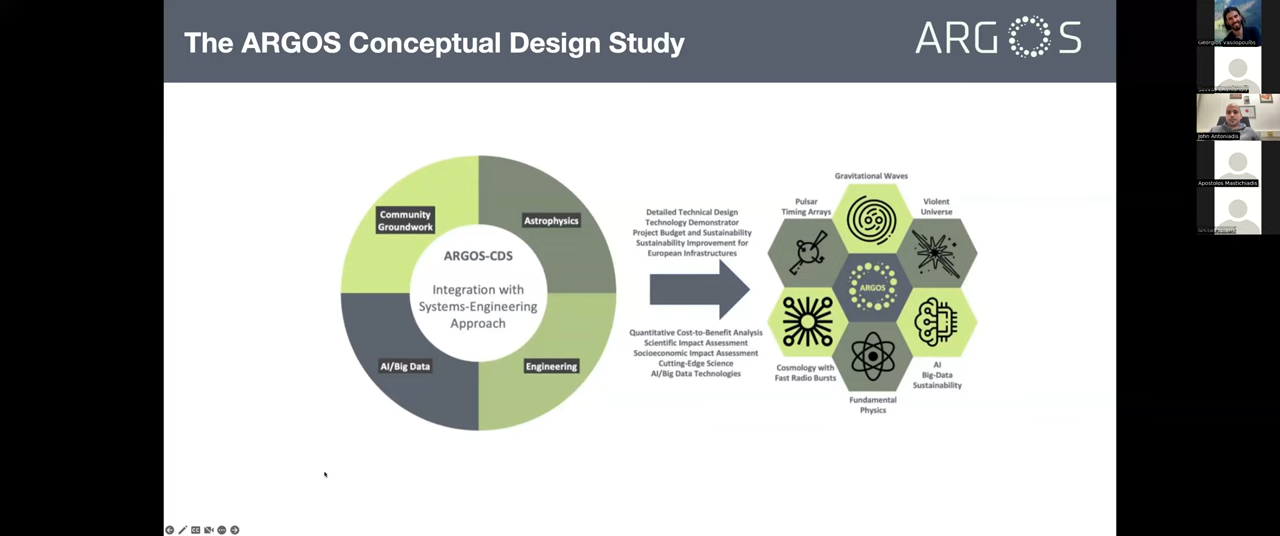 The ARGOS Conceptual Design Study
ARGOS
Community
Groundwork
Astrophysics
ARGOS-CDS
Integration with
Systems-Engineering
Approach
AI/Big Data
Engineering
Detailed Technical Design
Technology Demonstrator
Project Budget and Sustainability
Sustainability Improvement for
European Infrastructures
Quantitative Cost-to-Benefit Analysis
Scientific Impact Assessment
Socioeconomic Impact Assessment
Cutting-Edge Science
AI/Big Data Technologies
Gravitational Waves
Pulsar
Timing Arrays
Violent
Universe
ARGOS
Cosmology with
Fast Radio Bursts
AI
Big-Data
Sustainability
Fundamental
Physics
Georgios Vasilopoulos
John Antoniadis
Apostolos Mastichiadis